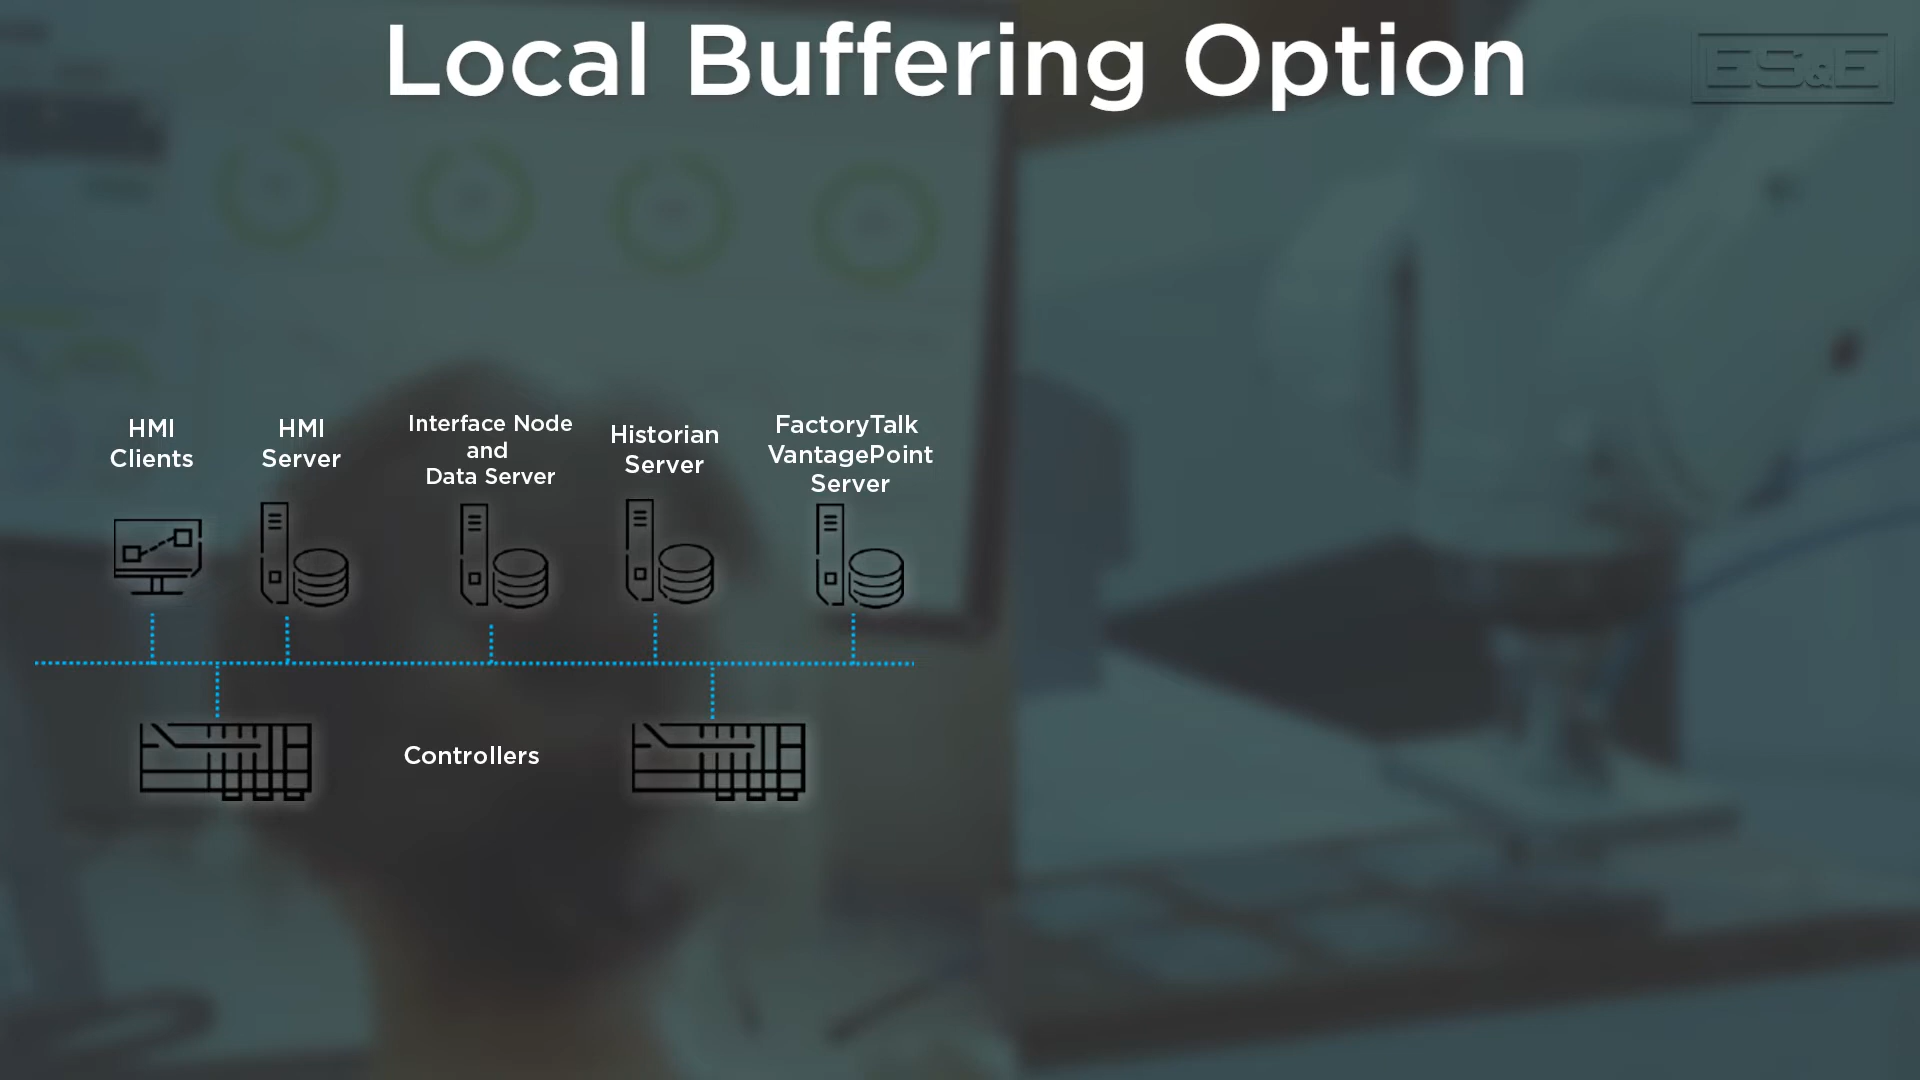 Local Buffering Option
ES&E
HMI
Clients
HMI
Server
Interface Node
and
Data Server
Historian
Server
FactoryTalk
VantagePoint
Server
Controllers